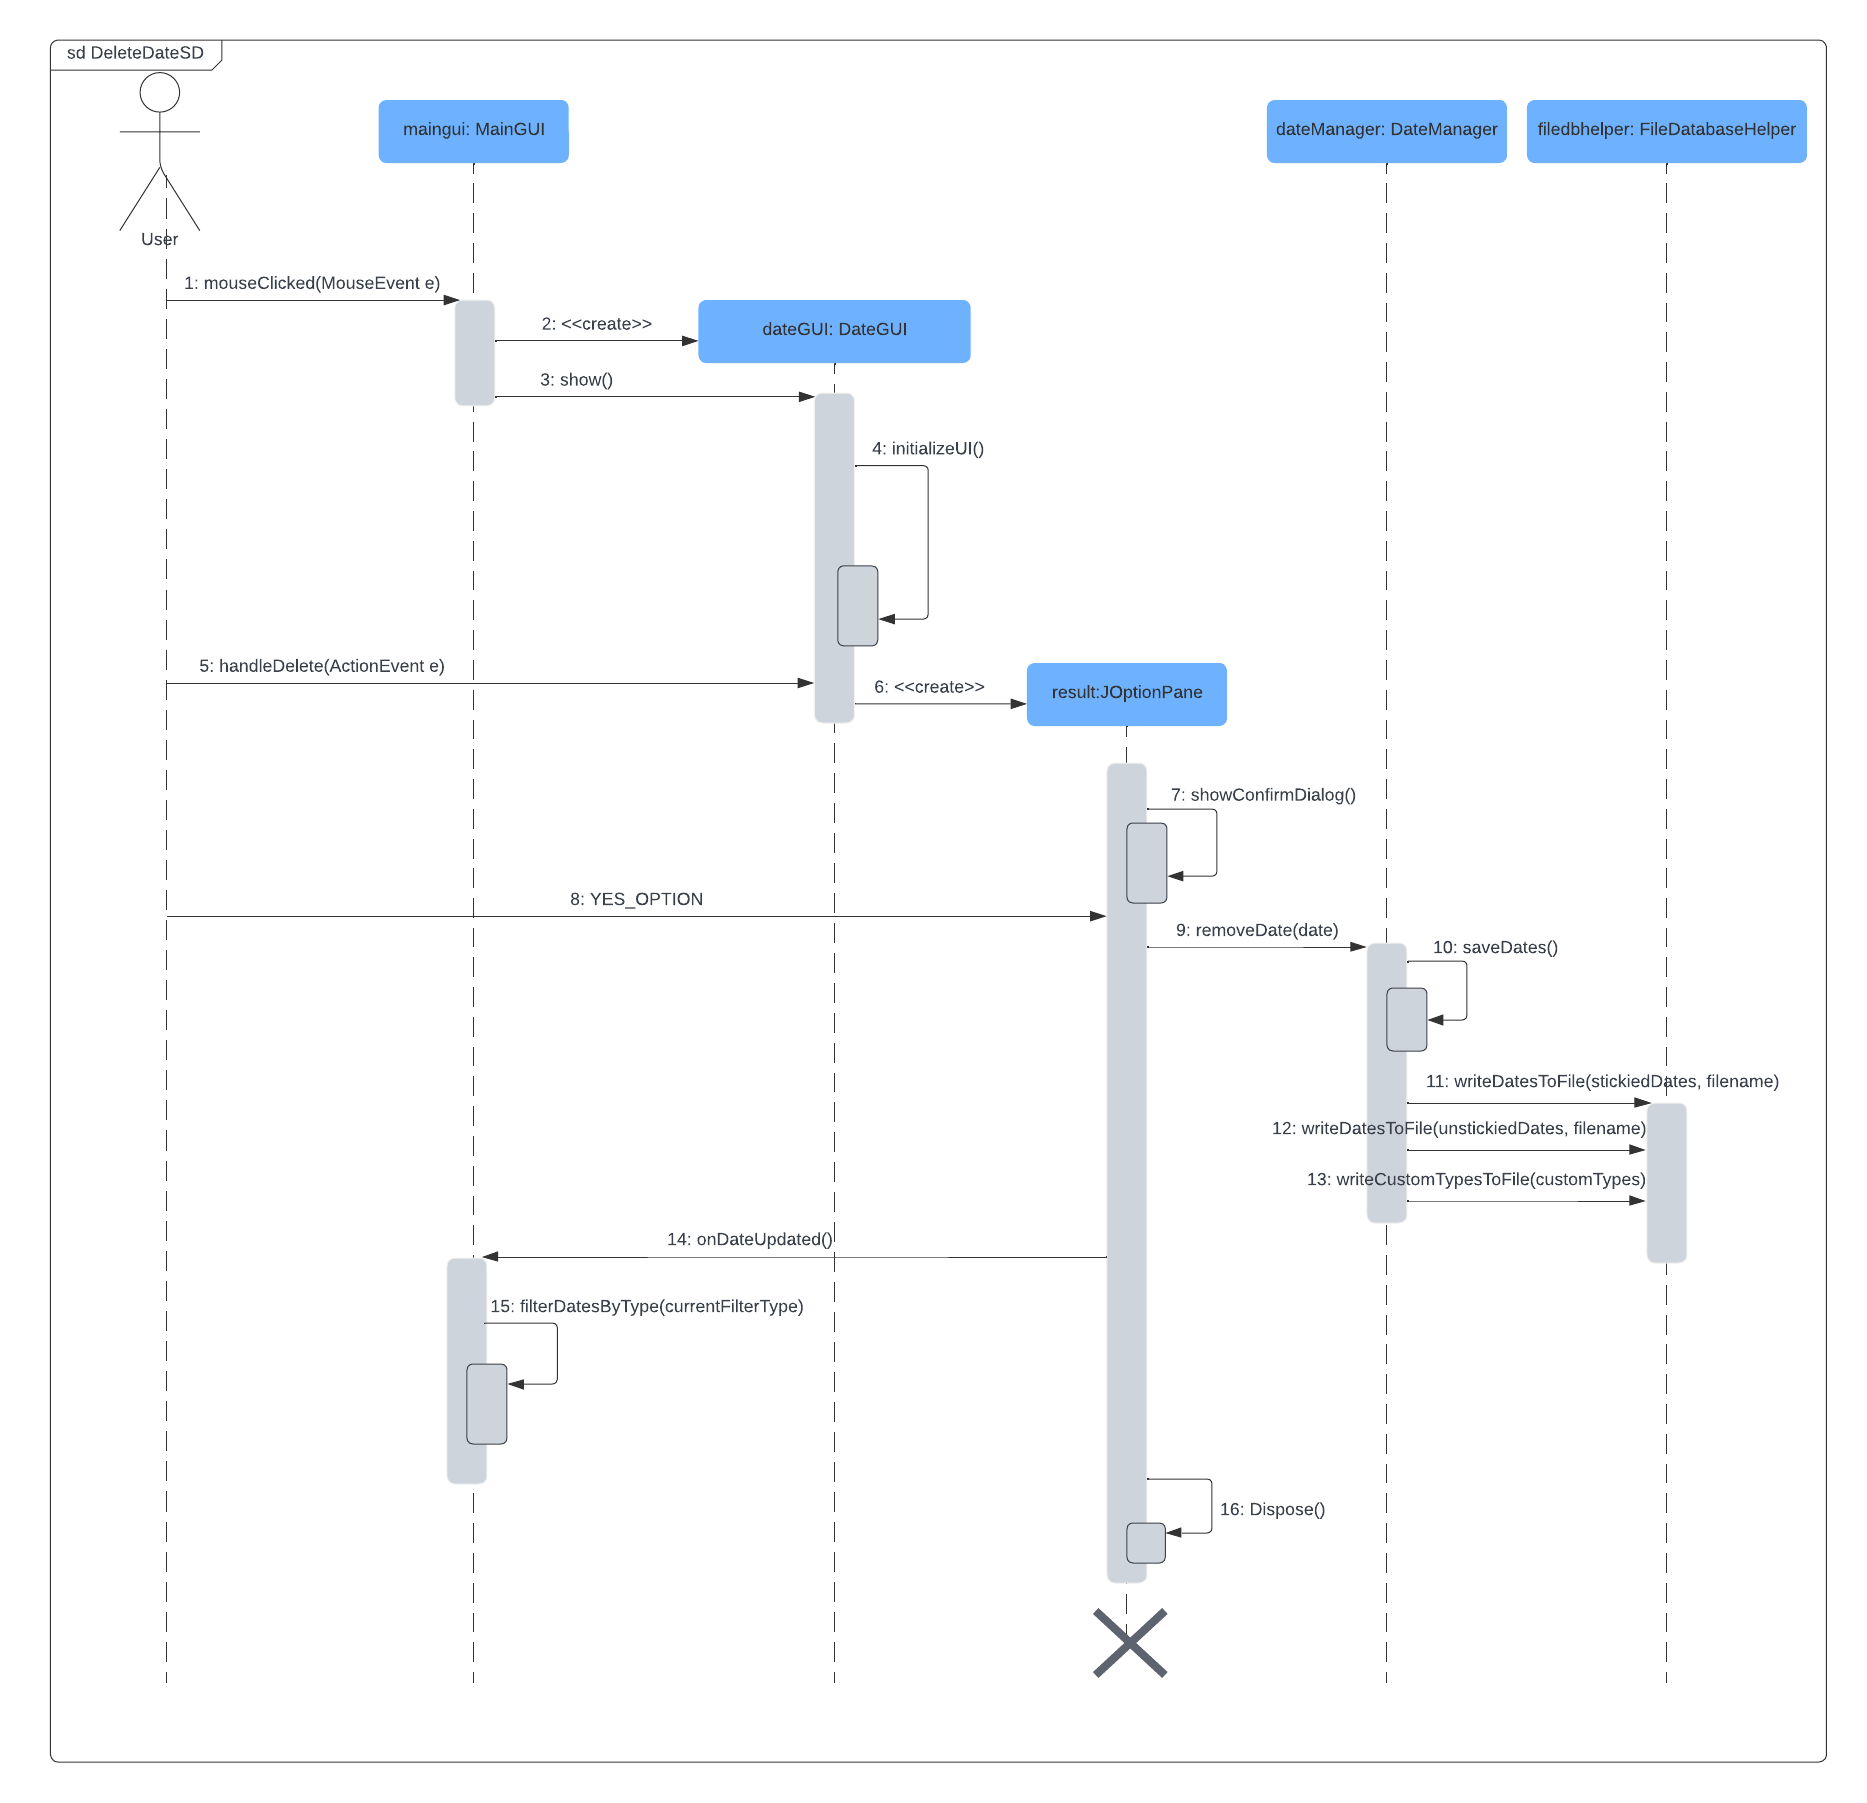 sd DeleteDateSD
User
maingui: MainGUI
dateManager: DateManager
filedbhelper: FileDatabaseHelper
1: mouseClicked(MouseEvent e)
2: <<create>>
dateGUI: DateGUI
3: show()
4: initializeUI()
5: handleDelete(ActionEvent e)
6: <<create>>
result:JOptionPane
7: showConfirmDialog()
8: YES_OPTION
9: removeDate(date)
10: saveDates()
11: writeDatesToFile(stickiedDates, filename)
12: writeDatesToFile(unstickiedDates, filename)
13: writeCustomTypesToFile(customTypes)
14: onDateUpdated()
15: filterDatesByType(currentFilterType)
16: Dispose()